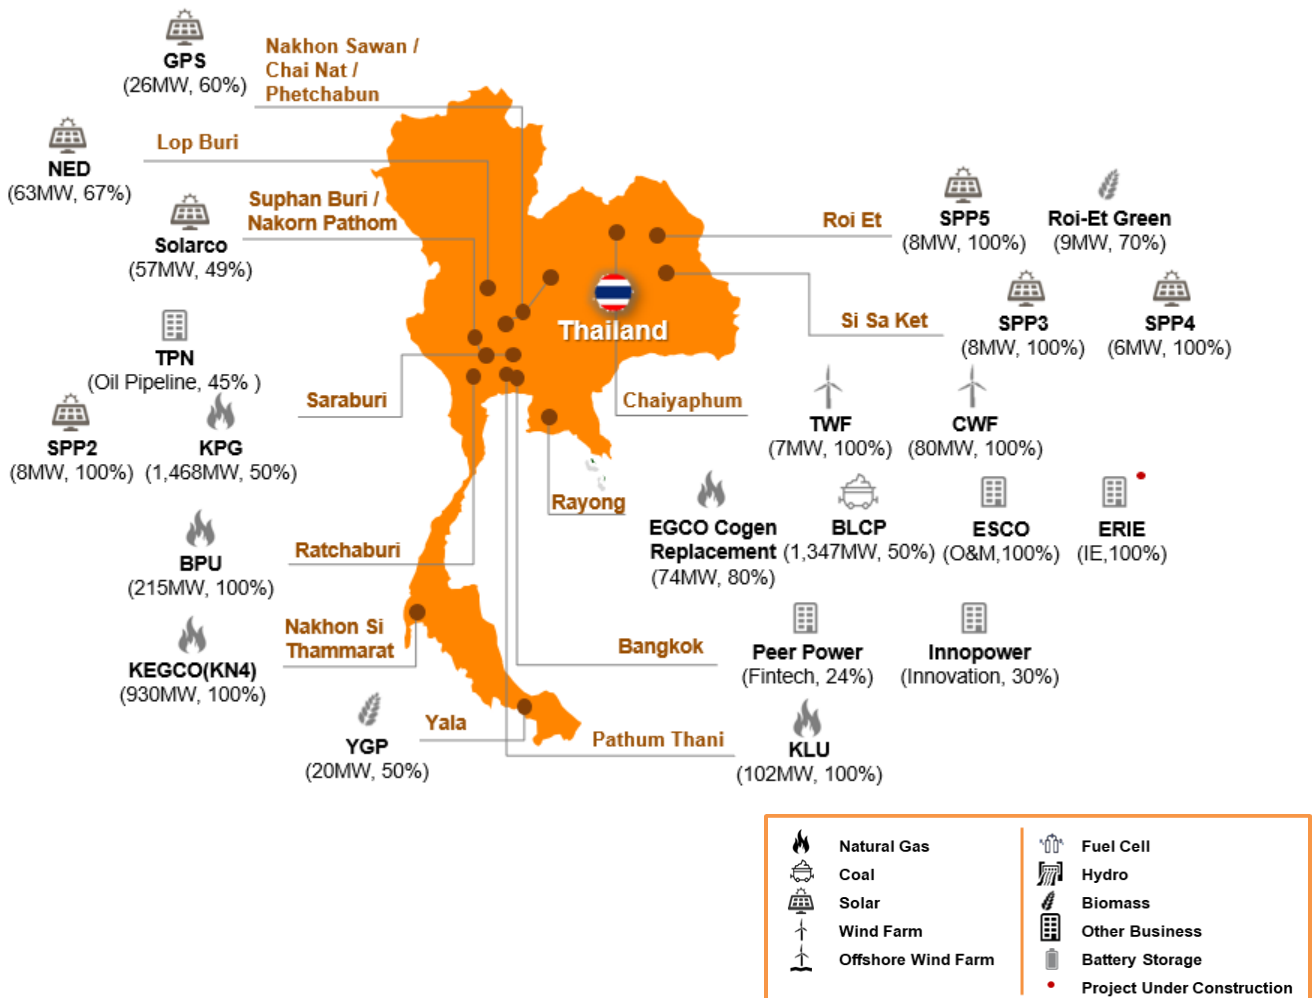 GPS
(26MW, 60%)
Nakhon Sawan /
Chai Nat /
Phetchabun
NED
(63MW, 67%)
Lop Buri
Solarco
(57MW, 49%)
Suphan Buri /
Nakorn Pathom
TPN
(Oil Pipeline, 45% )
SPP2
(8MW, 100%)
KPG
(1,468MW, 50%)
Saraburi
BPU
(215MW, 100%)
Ratchaburi
KEGCO(KN4)
(930MW, 100%)
Nakhon Si
Thammarat
YGP
(20MW, 50%)
Yala
Thailand
Roi Et
SPP5
(8MW, 100%)
Roi-Et Green
(9MW, 70%)
Si Sa Ket
SPP3
(8MW, 100%)
SPP4
(6MW, 100%)
Chaiyaphum
TWF
(7MW, 100%)
CWF
(80MW, 100%)
Rayong
EGCO Cogen
Replacement
(74MW, 80%)
BLCP
(1,347MW, 50%)
ESCO
(O&M,100%)
ERIE
(IE,100%)
Bangkok
Peer Power
(Fintech, 24%)
Innopower
(Innovation, 30%)
Pathum Thani
KLU
(102MW, 100%)
Natural Gas
Coal
Solar
Wind Farm
Offshore Wind Farm
Fuel Cell
Hydro
Biomass
Other Business
Battery Storage
Project Under Construction